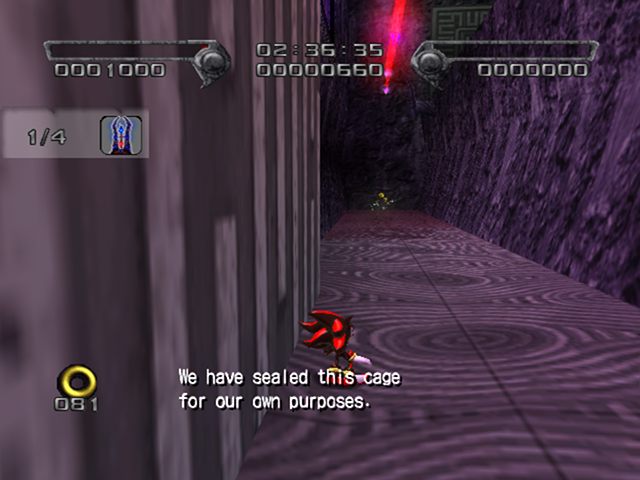 02:36:35
0001000 00000660 0000000
1/4
081
We have sealed this cage
for our own purposes.